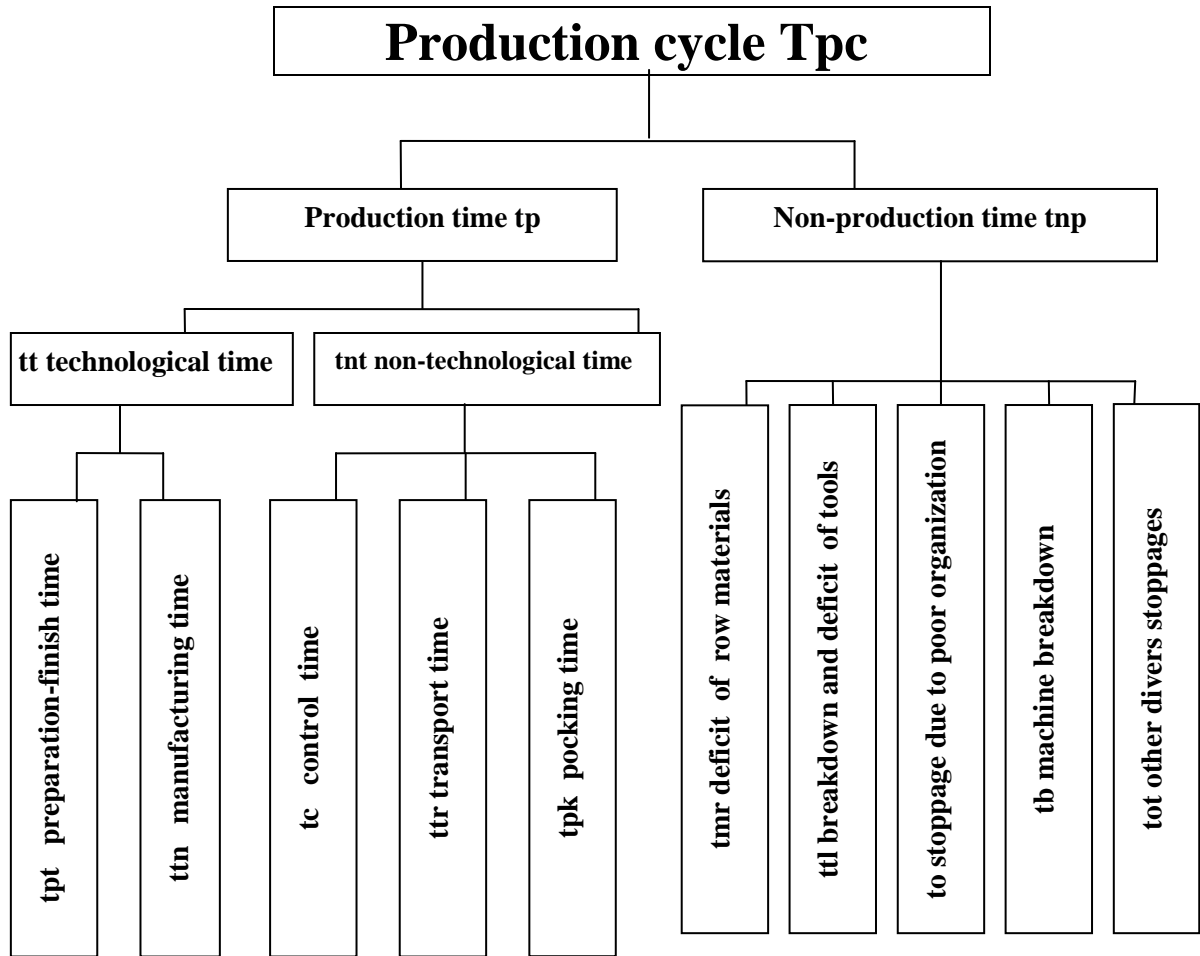 Production cycle Tpc
Production time tp
Non-production time tnp
tt technological time
tnt non-technological time
tpt preparation-finish time
ttn manufacturing time
tc control time
ttr transport time
tpk pocking time
tmr deficit of row materials
ttl breakdown and deficit of tools
to stoppage due to poor organization
tb machine breakdown
tot other divers stoppages